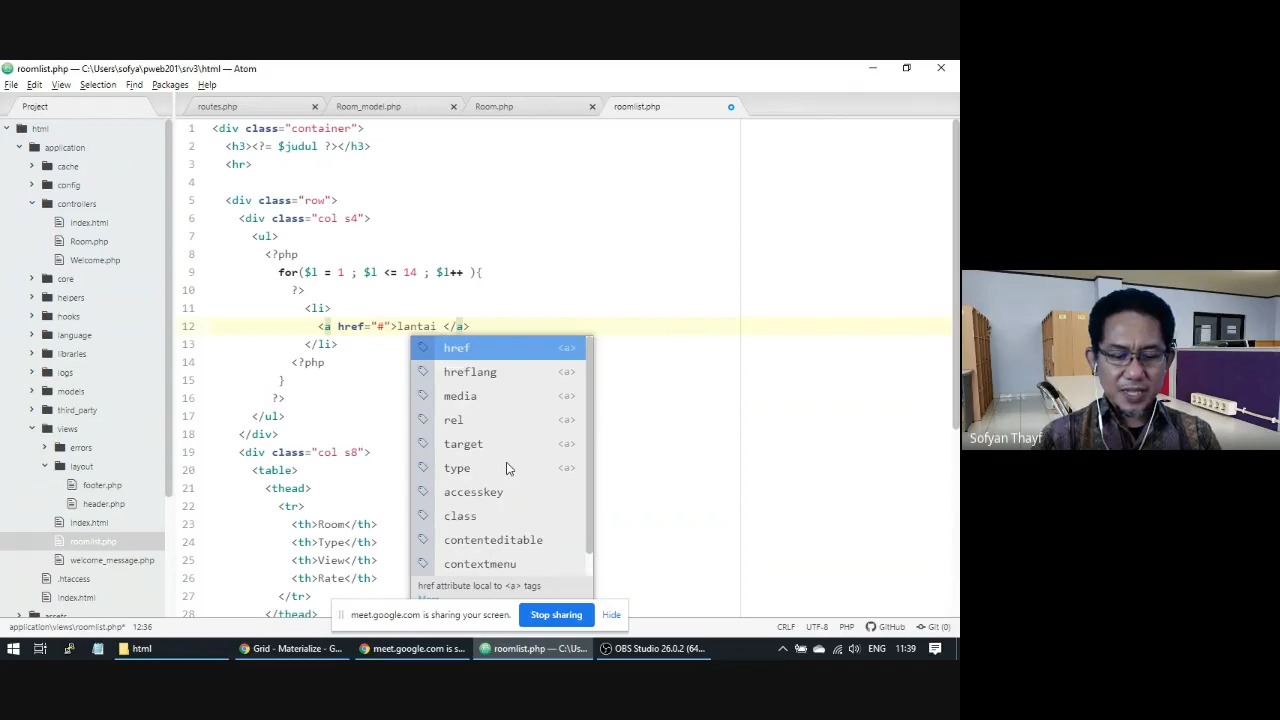 roomlist.php — C:\Users\sofya\pweb201\srv3\html — Atom
File Edit View Selection Find Packages Help
Project
routes.php
Room_model.php
Room.php
roomlist.php
html
application
cache
config
controllers
index.html
Room.php
Welcome.php
core
helpers
hooks
language
libraries
logs
models
third_party
views
errors
layout
footer.php
header.php
index.html
roomlist.php
welcome_message.php
.htaccess
index.html
assets
1 <div class="container">
2 <h3><?= $judul ?></h3>
3 <hr>
4
5 <div class="row">
6 <div class="col s4">
7 <ul>
8 <?php
9 for($l = 1 ; $l <= 14 ; $l++ ){
10 ?>
11 <li>
12 <a href="#">lantai </a>
13 </li>
14 <?php
15 }
16 ?>
17 </ul>
18 </div>
19 <div class="col s8">
20 <table>
21 <thead>
22 <tr>
23 <th>Room</th>
24 <th>Type</th>
25 <th>View</th>
26 <th>Rate</th>
27 </tr>
28 </thead>
href <a>
hreflang <a>
media <a>
rel <a>
target <a>
type <a>
accesskey
class
contenteditable
contextmenu
href attribute local to <a> tags
meet.google.com is sharing your screen.
Stop sharing
Hide
application\views\roomlist.php* 12:36
CRLF UTF-8 PHP GitHub Git (0)
html
Grid - Materialize - G...
meet.google.com is s...
roomlist.php — C:\Us...
OBS Studio 26.0.2 (64...
ENG 11:39
Sofyan Thayf